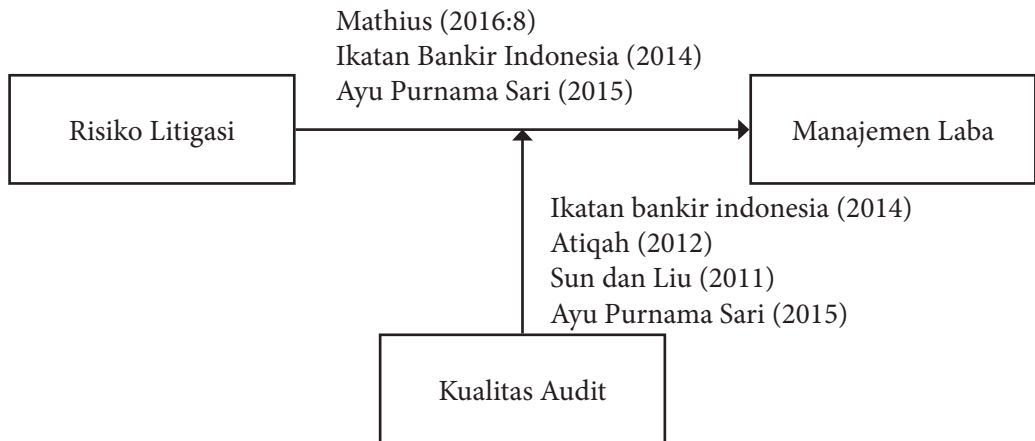 Mathius (2016:8)
Ikatan Bankir Indonesia (2014)
Ayu Purnama Sari (2015)
Risiko Litigasi
Manajemen Laba
Ikatan bankir indonesia (2014)
Atiqah (2012)
Sun dan Liu (2011)
Ayu Purnama Sari (2015)
Kualitas Audit